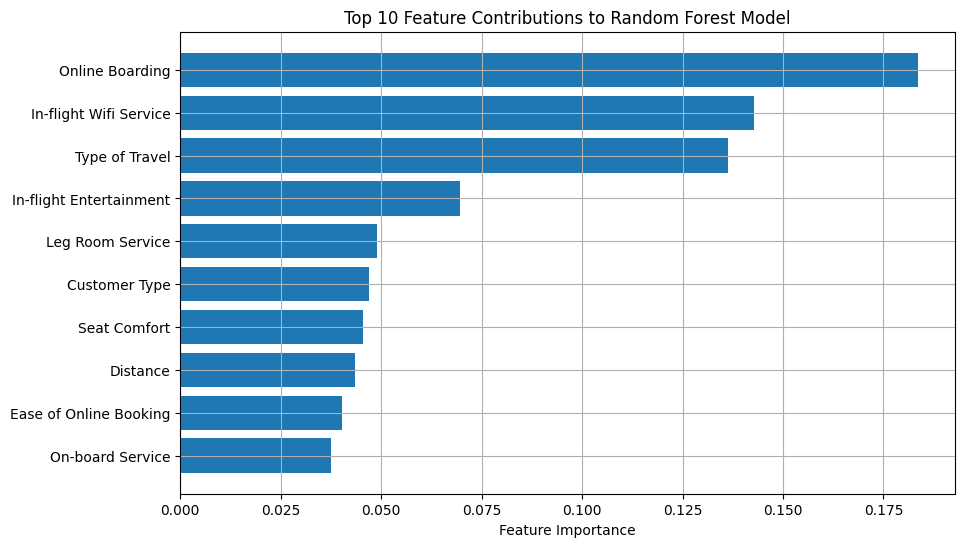 Top 10 Feature Contributions to Random Forest Model
Online Boarding
In-flight Wifi Service
Type of Travel
In-flight Entertainment
Leg Room Service
Customer Type
Seat Comfort
Distance
Ease of Online Booking
On-board Service
0.000 0.025 0.050 0.075 0.100 0.125 0.150 0.175
Feature Importance